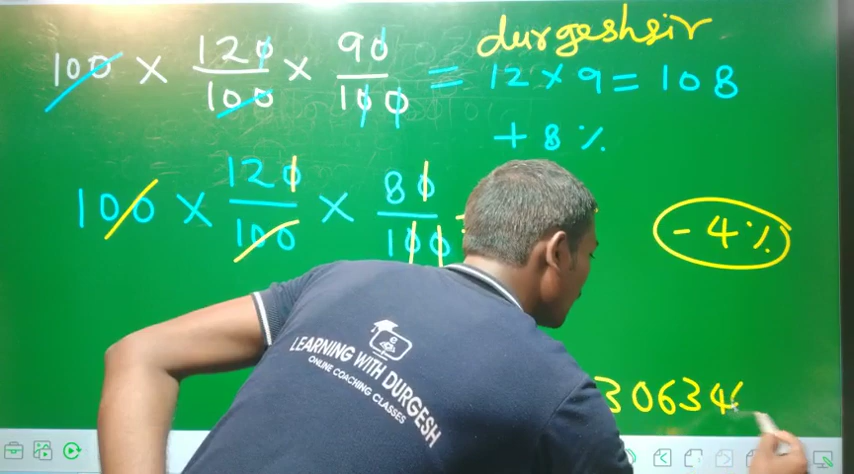 durgeshsir
100 × 120/100 × 90/100 = 12 × 9 = 108
+ 8 %
100 × 120/100 × 80/100
- 4 %
LEARNING WITH DURGESH
ONLINE COACHING CLASSES
30634